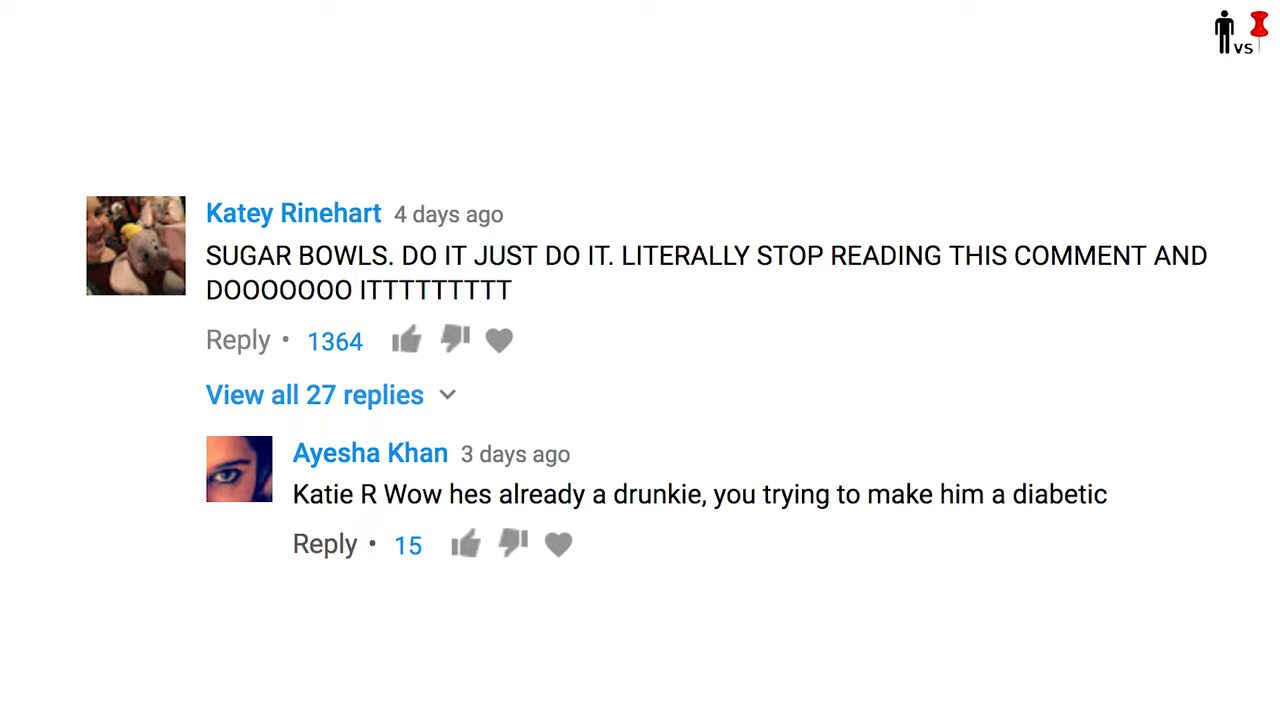 vs
Katey Rinehart 4 days ago
SUGAR BOWLS. DO IT JUST DO IT. LITERALLY STOP READING THIS COMMENT AND
DOOOOOOO ITTTTTTTTT
Reply • 1364
View all 27 replies
Ayesha Khan 3 days ago
Katie R Wow hes already a drunkie, you trying to make him a diabetic
Reply • 15